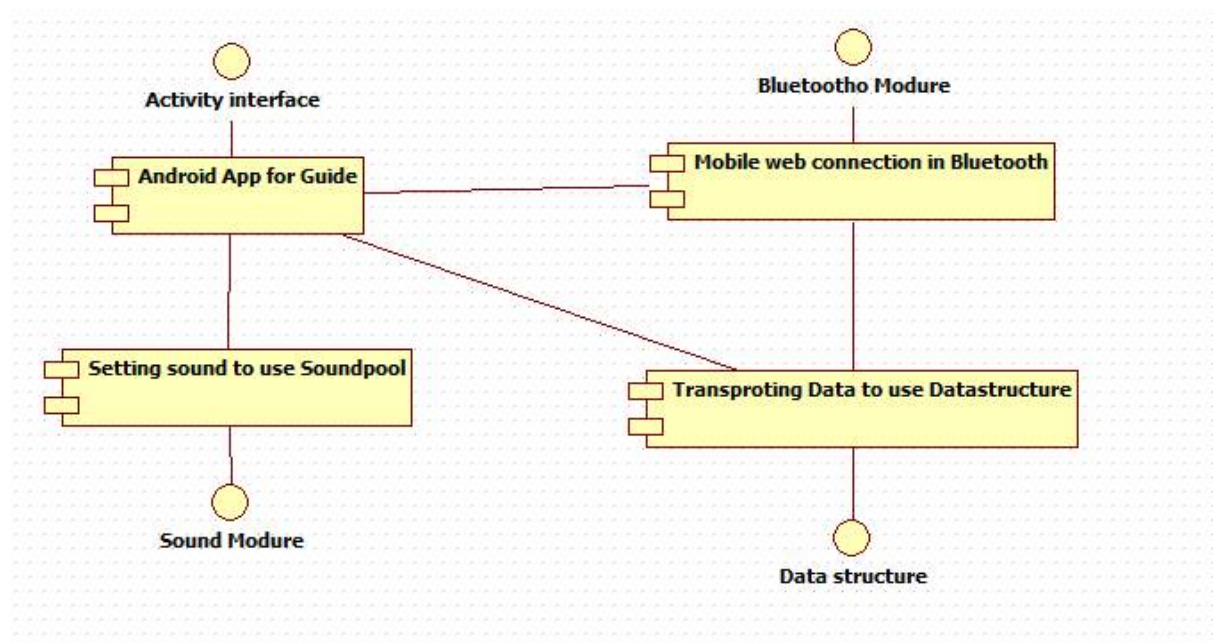 Activity interface
Bluetootho Modure
Android App for Guide
Mobile web connection in Bluetooth
Setting sound to use Soundpool
Transproting Data to use Datastructure
Sound Modure
Data structure